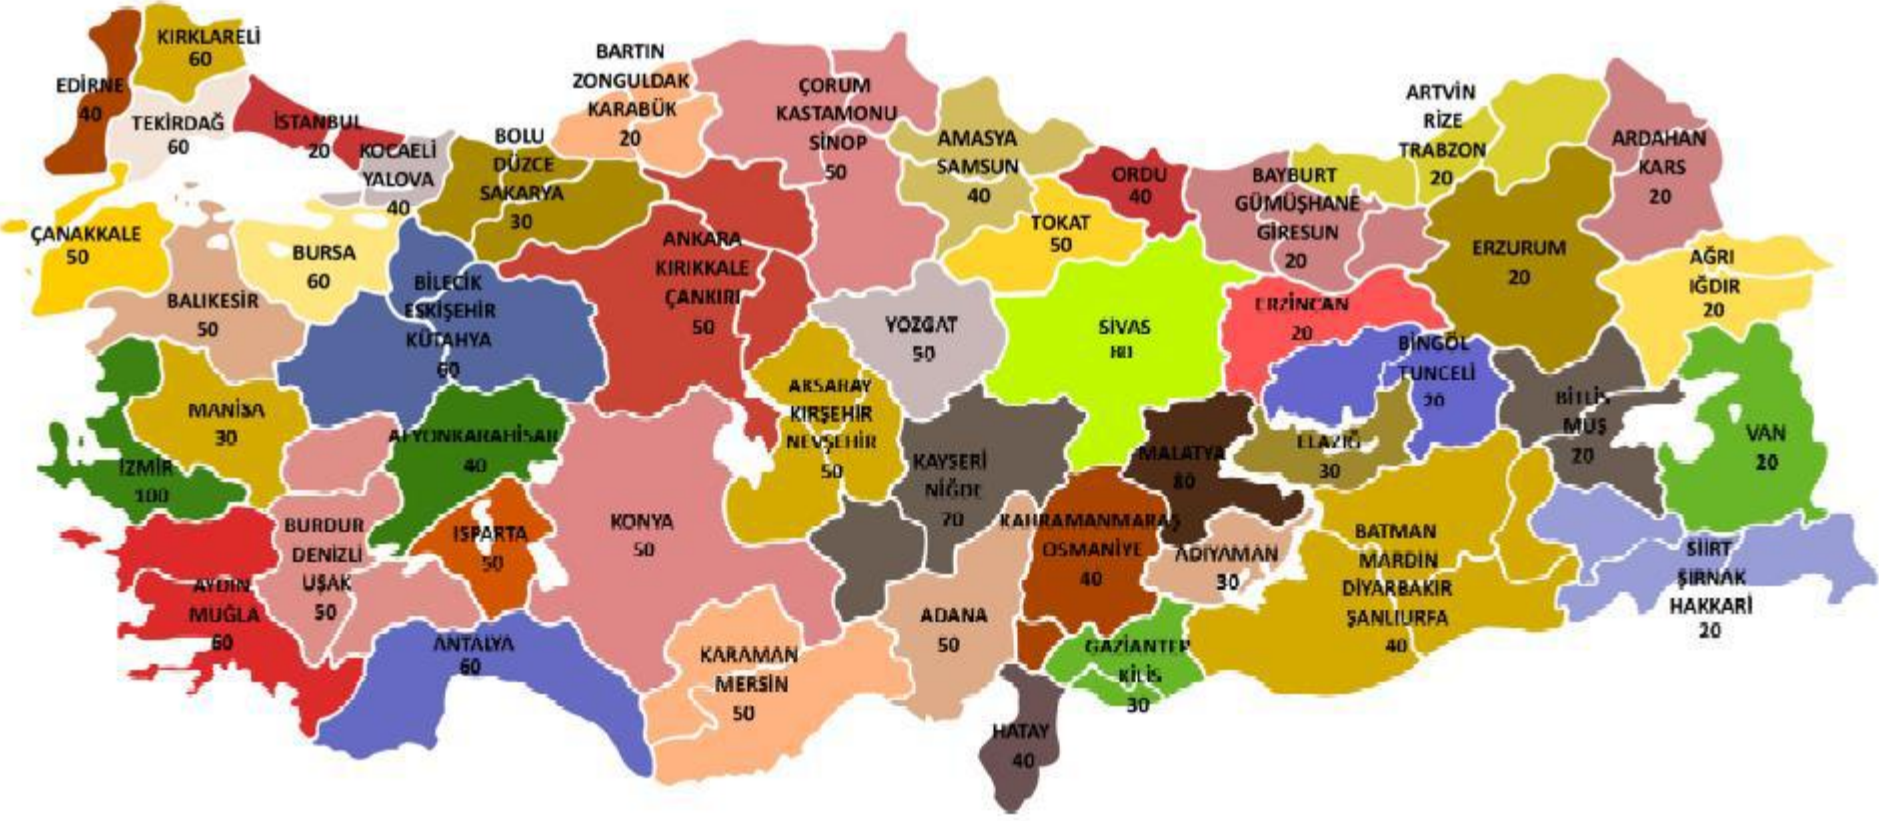 KIRKLARELİ
60
EDİRNE
40
TEKİRDAĞ
60
İSTANBUL
20
KOCAELİ
YALOVA
40
BOLU
DÜZCE
SAKARYA
30
BARTIN
ZONGULDAK
KARABÜK
20
ÇORUM
KASTAMONU
SİNOP
50
AMASYA
SAMSUN
40
ORDU
40
TOKAT
50
BAYBURT
GÜMÜŞHANE
GİRESUN
20
ARTVİN
RİZE
TRABZON
20
ARDAHAN
KARS
20
ÇANAKKALE
50
BURSA
60
BALIKESİR
50
BİLECİK
ESKİŞEHİR
KÜTAHYA
60
ANKARA
KIRIKKALE
ÇANKIRI
50
YOZGAT
50
SİVAS
80
ERZİNCAN
20
ERZURUM
20
AĞRI
IĞDIR
20
BİNGÖL
TUNCELİ
20
MANİSA
30
İZMİR
100
AFYONKARAHİSAR
40
AKSARAY
KIRŞEHİR
NEVŞEHİR
50
KAYSERİ
NİĞDE
70
MALATYA
80
ELAZIĞ
30
BİTLİS
MUŞ
20
VAN
20
BURDUR
DENİZLİ
UŞAK
50
ISPARTA
50
KONYA
50
KAHRAMANMARAŞ
OSMANİYE
40
ADIYAMAN
30
BATMAN
MARDİN
DİYARBAKIR
ŞANLIURFA
40
SİİRT
ŞIRNAK
HAKKARİ
20
AYDIN
MUĞLA
60
ANTALYA
60
KARAMAN
MERSİN
50
ADANA
50
GAZİANTEP
KİLİS
30
HATAY
40